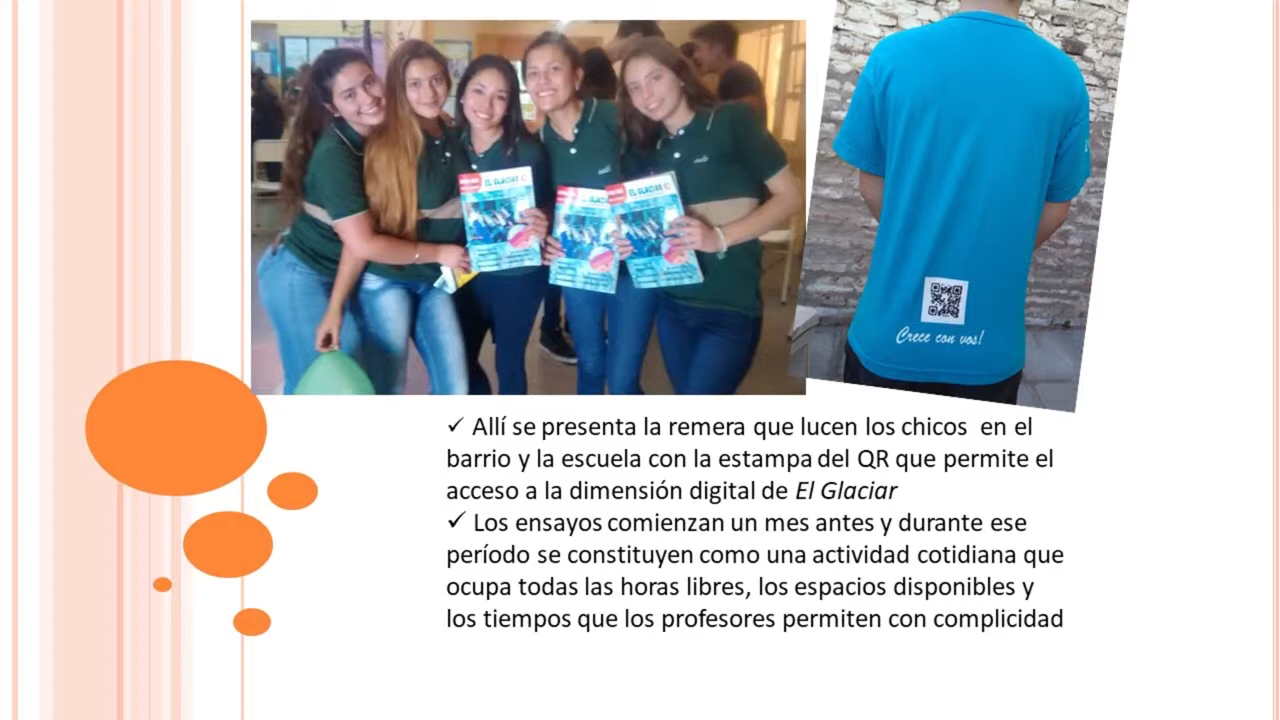 EL GLACIAR
EL GLACIAR
EL GLACIAR
Crece con vos!
✓ Allí se presenta la remera que lucen los chicos en el
barrio y la escuela con la estampa del QR que permite el
acceso a la dimensión digital de El Glaciar
✓ Los ensayos comienzan un mes antes y durante ese
período se constituyen como una actividad cotidiana que
ocupa todas las horas libres, los espacios disponibles y
los tiempos que los profesores permiten con complicidad